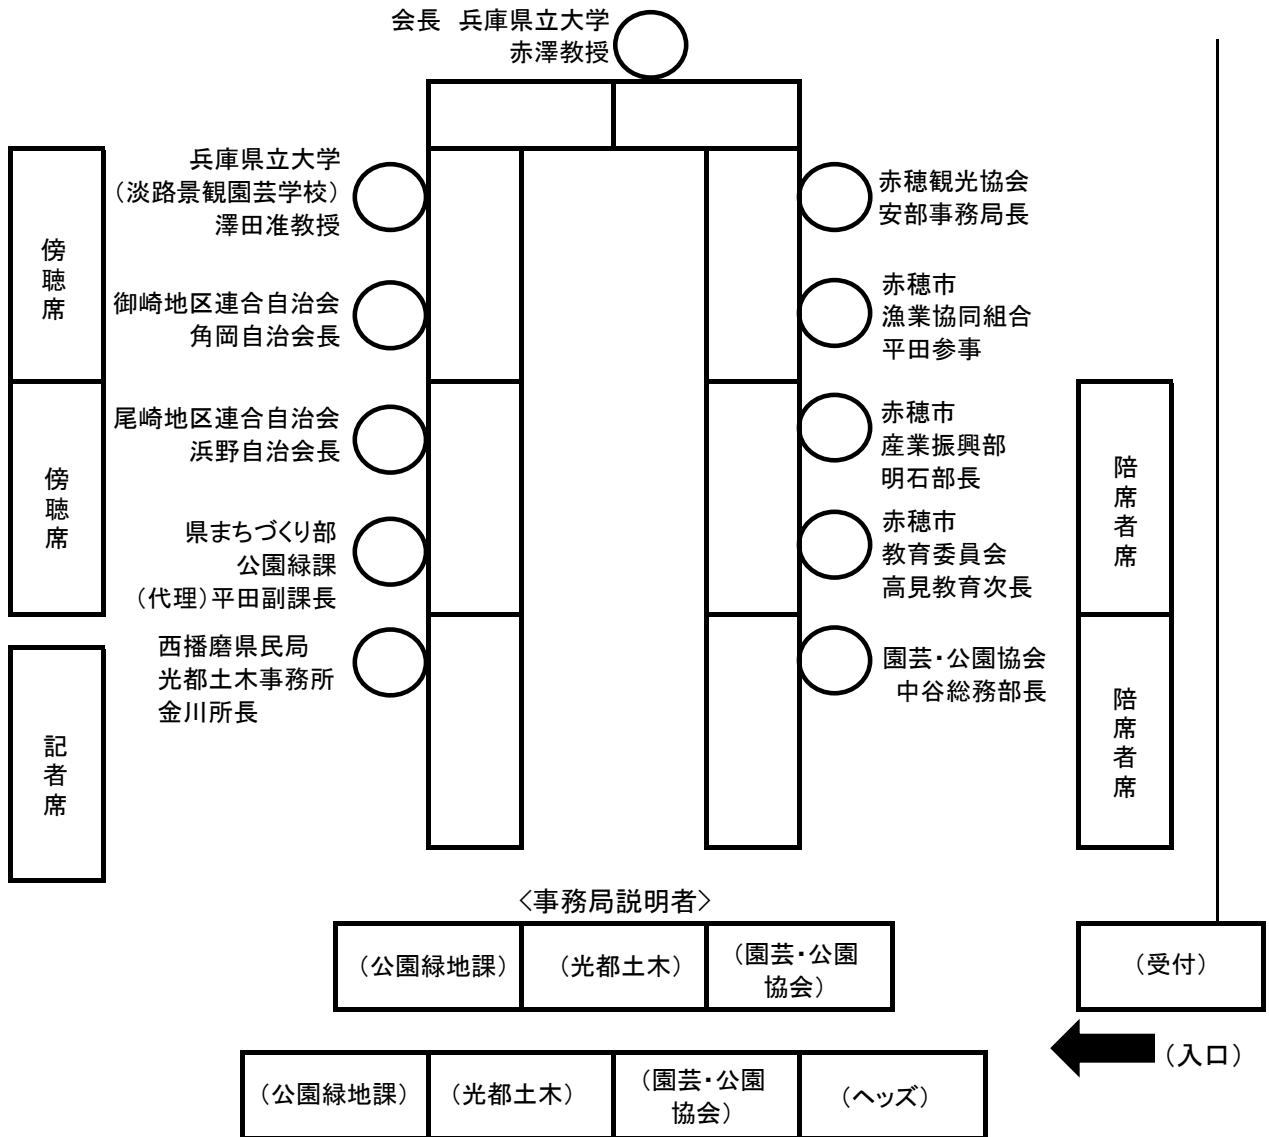 会長 兵庫県立大学
赤澤教授
兵庫県立大学
（淡路景観園芸学校）
澤田准教授
御崎地区連合自治会
角岡自治会長
尾崎地区連合自治会
浜野自治会長
県まちづくり部
公園緑課
（代理）平田副課長
西播磨県民局
光都土木事務所
金川所長
赤穂観光協会
安部事務局長
赤穂市
漁業協同組合
平田参事
赤穂市
産業振興部
明石部長
赤穂市
教育委員会
高見教育次長
園芸・公園協会
中谷総務部長
傍聴席
傍聴席
記者席
陪席者席
陪席者席
＜事務局説明者＞
（公園緑地課）
（光都土木）
（園芸・公園
協会）
（受付）
（入口）
（公園緑地課）
（光都土木）
（園芸・公園
協会）
（ヘッズ）